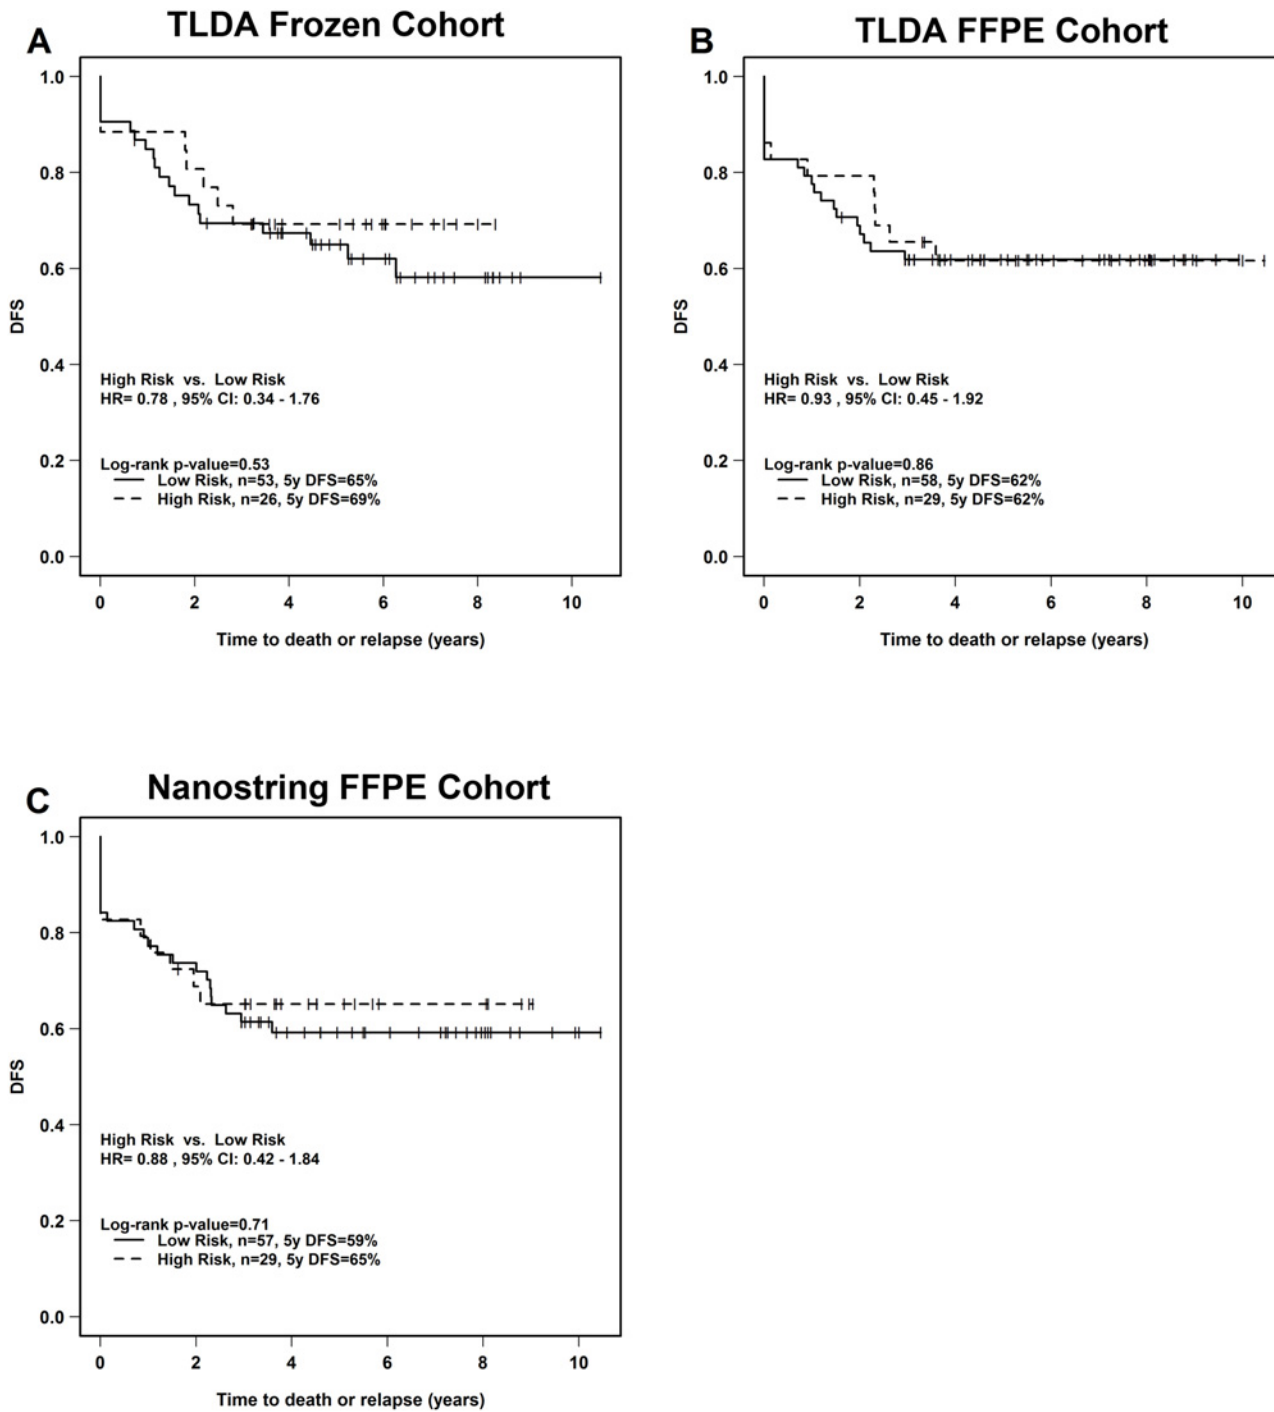 A
TLDA Frozen Cohort
1.0
0.8
0.6
0.4
0.2
0.0
DFS
High Risk vs. Low Risk
HR= 0.78 , 95% CI: 0.34 - 1.76
Log-rank p-value=0.53
Low Risk, n=53, 5y DFS=65%
High Risk, n=26, 5y DFS=69%
0 2 4 6 8 10
Time to death or relapse (years)
B
TLDA FFPE Cohort
1.0
0.8
0.6
0.4
0.2
0.0
DFS
High Risk vs. Low Risk
HR= 0.93 , 95% CI: 0.45 - 1.92
Log-rank p-value=0.86
Low Risk, n=58, 5y DFS=62%
High Risk, n=29, 5y DFS=62%
0 2 4 6 8 10
Time to death or relapse (years)
C
Nanostring FFPE Cohort
1.0
0.8
0.6
0.4
0.2
0.0
DFS
High Risk vs. Low Risk
HR= 0.88 , 95% CI: 0.42 - 1.84
Log-rank p-value=0.71
Low Risk, n=57, 5y DFS=59%
High Risk, n=29, 5y DFS=65%
0 2 4 6 8 10
Time to death or relapse (years)